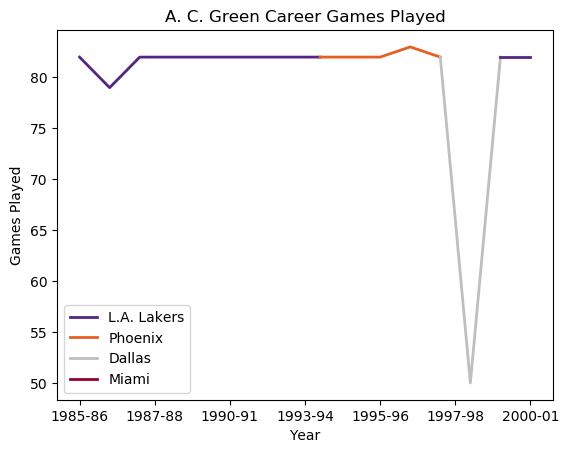 A. C. Green Career Games Played
Games Played
80
75
70
65
60
55
50
L.A. Lakers
Phoenix
Dallas
Miami
1985-86 1987-88 1990-91 1993-94 1995-96 1997-98 2000-01
Year